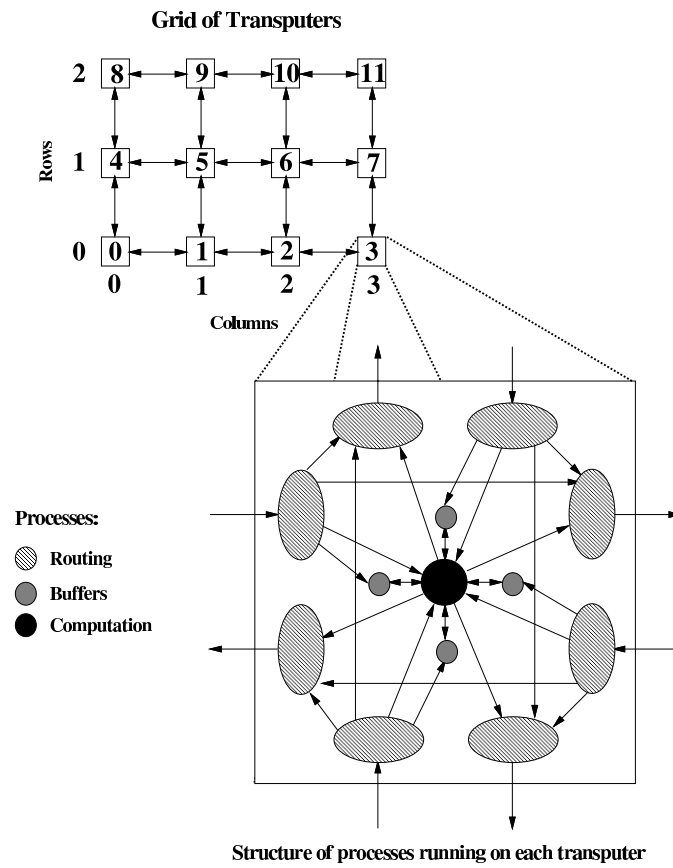 Grid of Transputers
2 8 9 10 11
Rows
1 4 5 6 7
0 0 1 2 3
0 1 2 3
Columns
Processes:
Routing
Buffers
Computation
Structure of processes running on each transputer